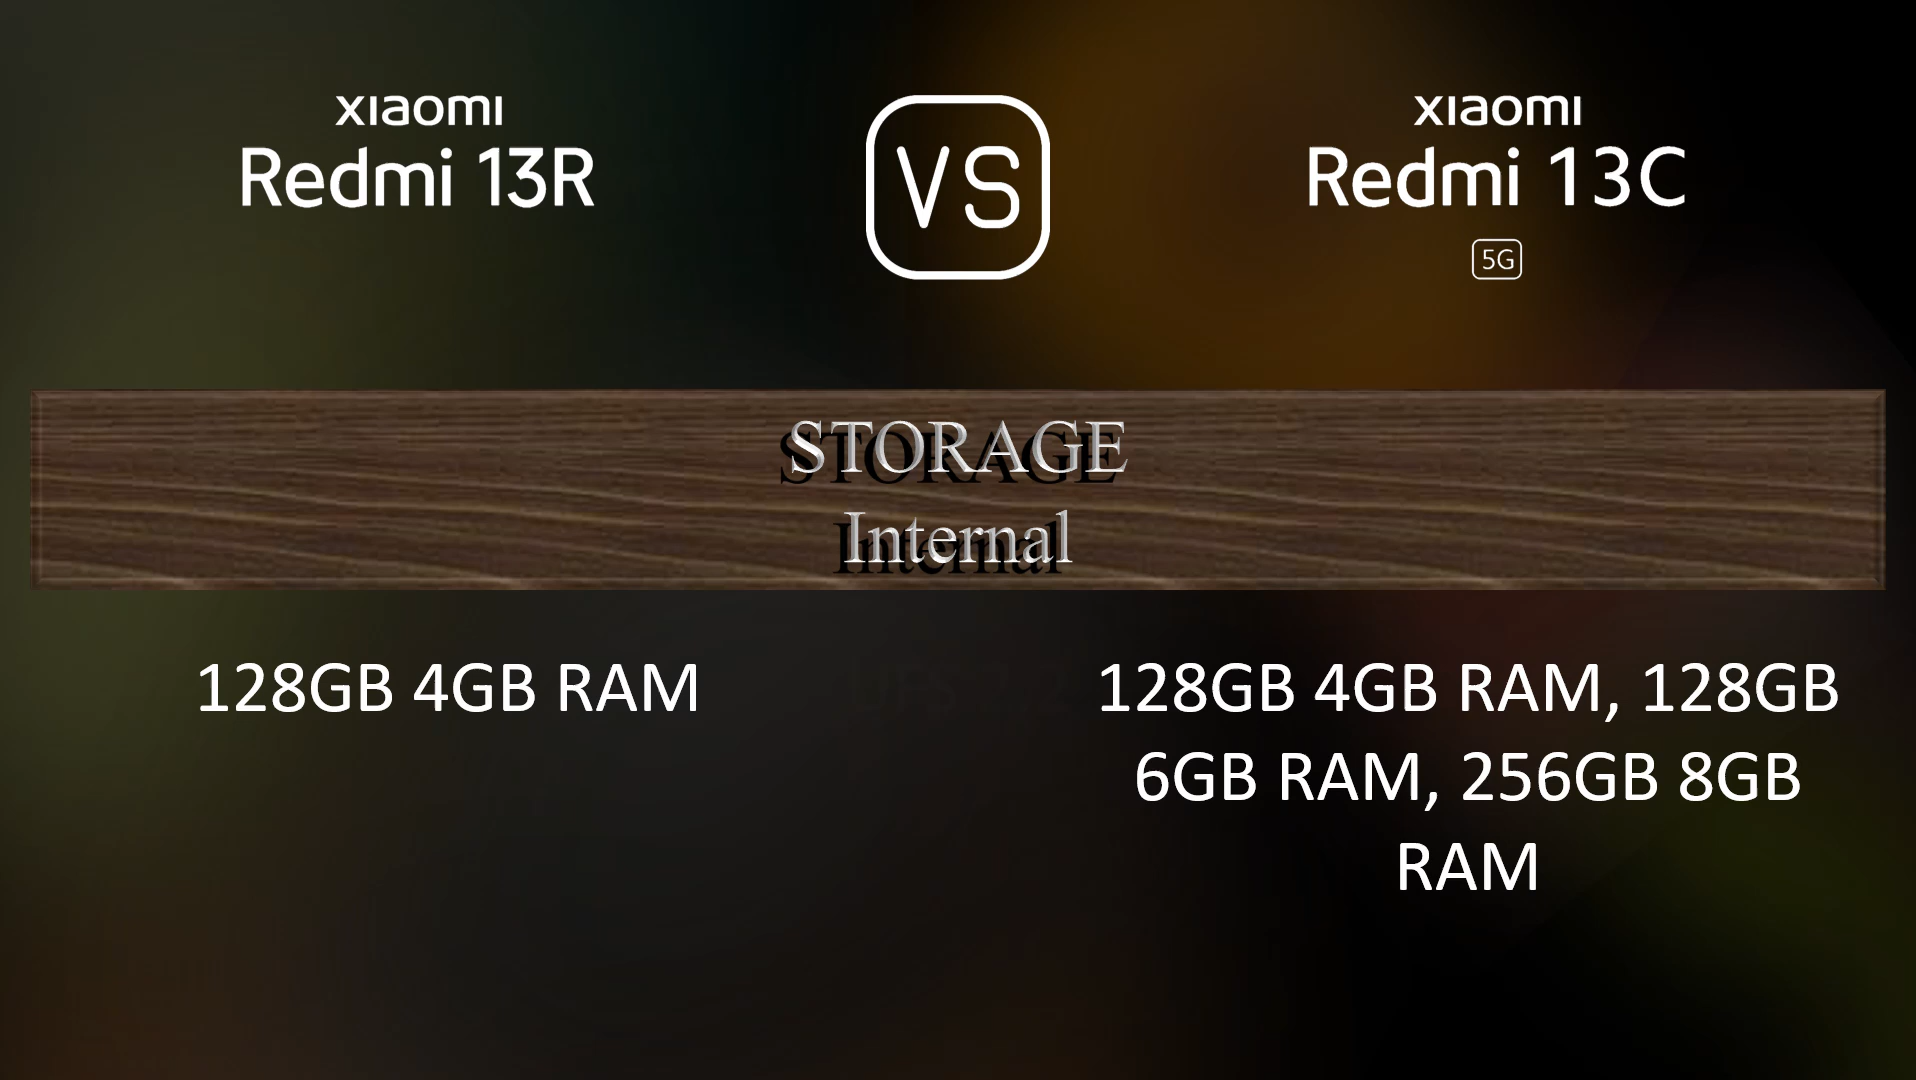 xiaomi
Redmi 13R
VS
xiaomi
Redmi 13C
5G
STORAGE
Internal
128GB 4GB RAM
128GB 4GB RAM, 128GB
6GB RAM, 256GB 8GB
RAM